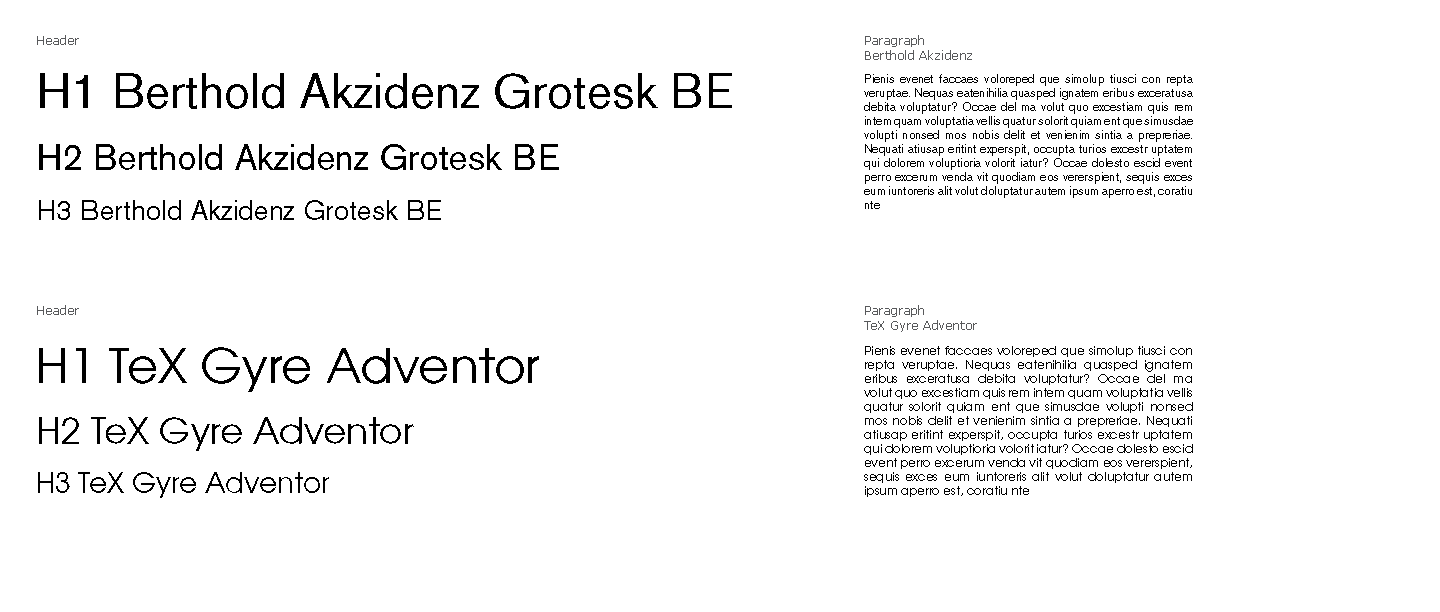 Header
H1 Berthold Akzidenz Grotesk BE
H2 Berthold Akzidenz Grotesk BE
H3 Berthold Akzidenz Grotesk BE
Paragraph
Berthold Akzidenz
Pienis evenet faccaes voloreped que simolup tiusci con repta
veruptae. Nequas eatenihilia quasped ignatem eribus exceratusa
debita voluptatur? Occae del ma volut quo excestiam quis rem
intem quam voluptatia vellis quatur solorit quiam ent que simusdae
volupti nonsed mos nobis delit et venienim sintia a prepreriae.
Nequati atiusap eritint experspit, occupta turios excestr uptatem
qui dolorem voluptioria volorit iatur? Occae dolesto escid event
perro excerum venda vit quodiam eos vererspient, sequis exces
eum iuntoreris alit volut doluptatur autem ipsum aperro est, coratiu
nte
Header
H1 TeX Gyre Adventor
H2 TeX Gyre Adventor
H3 TeX Gyre Adventor
Paragraph
TeX Gyre Adventor
Pienis evenet faccaes voloreped que simolup tiusci con
repta veruptae. Nequas eatenihilia quasped ignatem
eribus exceratusa debita voluptatur? Occae del ma
volut quo excestiam quis rem intem quam voluptatia vellis
quatur solorit quiam ent que simusdae volupti nonsed
mos nobis delit et venienim sintia a prepreriae. Nequati
atiusap eritint experspit, occupta turios excestr uptatem
qui dolorem voluptioria volorit iatur? Occae dolesto escid
event perro excerum venda vit quodiam eos vererspient,
sequis exces eum iuntoreris alit volut doluptatur autem
ipsum aperro est, coratiu nte